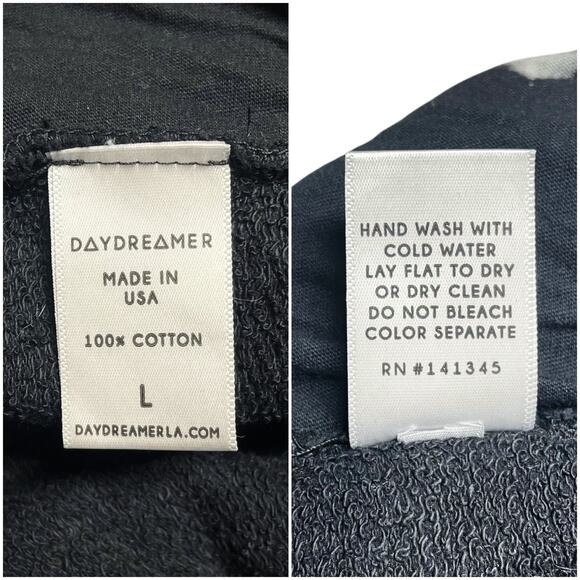 DAYDREAMER
MADE IN
USA
100% COTTON
L
DAYDREAMERLA.COM
HAND WASH WITH
COLD WATER
LAY FLAT TO DRY
OR DRY CLEAN
DO NOT BLEACH
COLOR SEPARATE
RN #141345